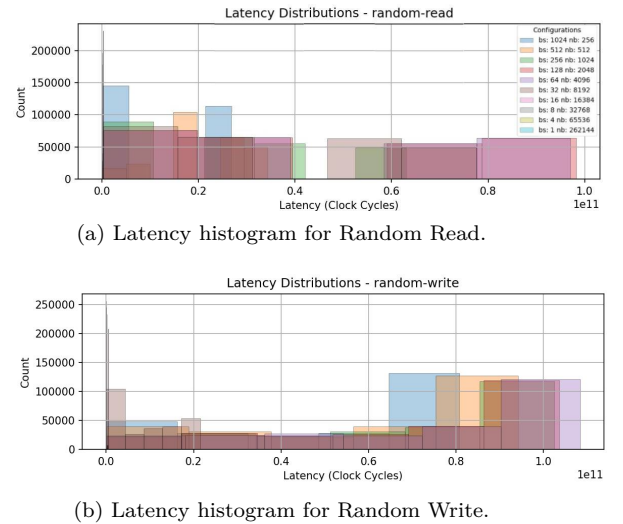 Latency Distributions - random-read
Configurations
bs: 1024 nb: 256
bs: 512 nb: 512
bs: 256 nb: 1024
bs: 128 nb: 2048
bs: 64 nb: 4096
bs: 32 nb: 8192
bs: 16 nb: 16384
bs: 8 nb: 32768
bs: 4 nb: 65536
bs: 1 nb: 262144
Count
200000
150000
100000
50000
0
0.0 0.2 0.4 0.6 0.8 1.0
Latency (Clock Cycles)
1e11
(a) Latency histogram for Random Read.
Latency Distributions - random-write
Count
250000
200000
150000
100000
50000
0
0.0 0.2 0.4 0.6 0.8 1.0
Latency (Clock Cycles)
1e11
(b) Latency histogram for Random Write.